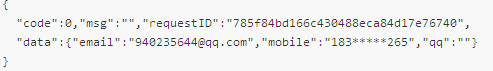 {
"code":0,"msg":"","requestID":"785f84bd166c430488eca84d17e76740",
"data":{"email":"940235644@qq.com","mobile":"183*****265","qq":""}
}